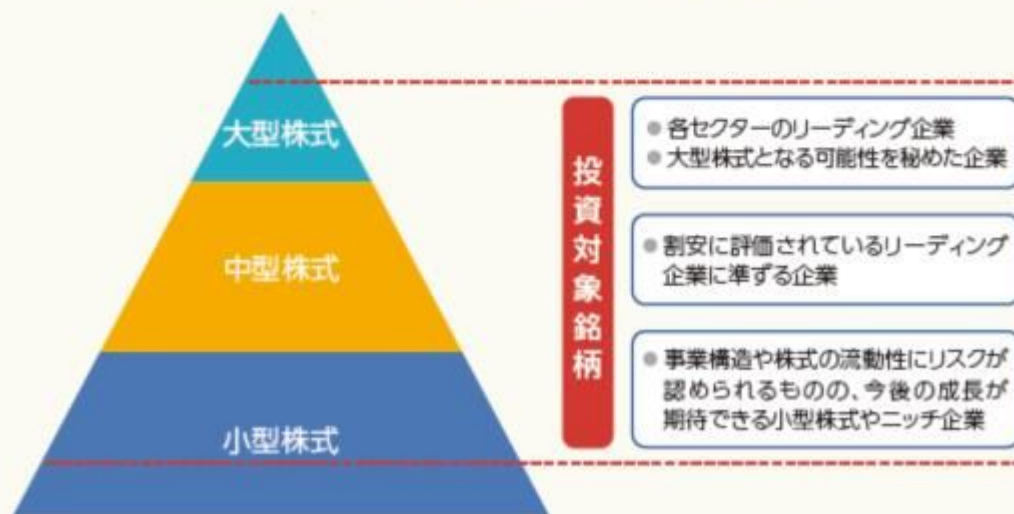 大型株式
中型株式
小型株式
投資対象銘柄
● 各セクターのリーディング企業
● 大型株式となる可能性を秘めた企業
● 割安に評価されているリーディング
企業に準ずる企業
● 事業構造や株式の流動性にリスクが
認められるものの、今後の成長が
期待できる小型株式やニッチ企業